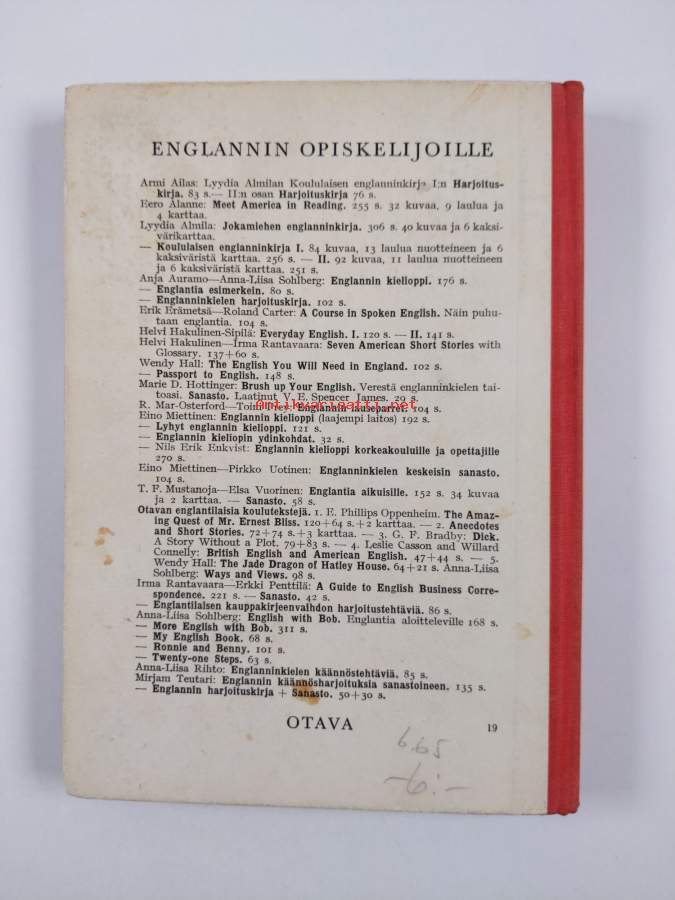 ENGLANNIN OPISKELIJOILLE
Armi Ailas: Lyydia Almilan Koululaisen englanninkirja I:n Harjoitus-
kirja. 83 s. — II:n osan Harjoituskirja 76 s.
Eero Alanne: Meet America in Reading. 255 s. 32 kuvaa, 9 laulua ja
4 karttaa.
Lyydia Almila: Jokamiehen englanninkirja. 306 s. 40 kuvaa ja 6 kaksi-
värikarttaa.
— Koululaisen englanninkirja I. 84 kuvaa, 13 laulua nuotteineen ja 6
kaksiväristä karttaa. 256 s. — II. 92 kuvaa, 11 laulua nuotteineen
ja 6 kaksiväristä karttaa. 251 s.
Anja Auramo—Anna-Liisa Sohlberg: Englannin kielioppi. 176 s.
— Englantia esimerkein. 80 s.
— Englanninkielen harjoituskirja. 102 s.
Erik Erämetsä—Roland Carter: A Course in Spoken English. Näin puhu-
taan englantia. 104 s.
Helvi Hakulinen-Sipilä: Everyday English. I. 120 s. — II. 141 s.
Helvi Hakulinen—Irma Rantavaara: Seven American Short Stories with
Glossary. 137+60 s.
Wendy Hall: The English You Will Need in England. 102 s.
— Passport to English. 148 s.
Marie D. Hottinger: Brush up Your English. Verestä englanninkielen tai-
toasi. Sanasto. Laatinut V. E. Spencer James. 29 s.
antikvariaatti.net
R. Mar-Osterford—Toini Frey: Englannin lauseparret. 104 s.
Eino Miettinen: Englannin kielioppi (laajempi laitos) 192 s.
— Lyhyt englannin kielioppi. 121 s.
— Englannin kieliopin ydinkohdat. 32 s.
— Nils Erik Enkvist: Englannin kielioppi korkeakouluille ja opettajille
270 s.
Eino Miettinen—Pirkko Uotinen: Englanninkielen keskeisin sanasto.
104 s.
T. F. Mustanoja—Elsa Vuorinen: Englantia aikuisille. 152 s. 34 kuvaa
ja 2 karttaa. — Sanasto. 58 s.
Otavan englantilaisia koulutekstejä. 1. E. Phillips Oppenheim. The Amaz-
ing Quest of Mr. Ernest Bliss. 120+64 s.+2 karttaa. — 2. Anecdotes
and Short Stories. 72+74 s.+3 karttaa. — 3. G. F. Bradby: Dick.
A Story Without a Plot. 79+83 s. — 4. Leslie Casson and Willard
Connelly: British English and American English. 47+44 s. — 5.
Wendy Hall: The Jade Dragon of Hatley House. 64+21 s. Anna-Liisa
Sohlberg: Ways and Views. 98 s.
Irma Rantavaara—Erkki Penttilä: A Guide to English Business Corre-
spondence. 221 s. — Sanasto. 42 s.
— Englantilaisen kauppakirjeenvaihdon harjoitustehtäviä. 86 s.
Anna-Liisa Sohlberg: English with Bob. Englantia aloitteleville 168 s.
— More English with Bob. 311 s.
— My English Book. 68 s.
— Ronnie and Benny. 101 s.
— Twenty-one Steps. 63 s.
Anna-Liisa Rihto: Englanninkielen käännöstehtäviä. 85 s.
Mirjam Teutari: Englannin käännösharjoituksia sanastoineen. 135 s.
— Englannin harjoituskirja + Sanasto. 50+30 s.
OTAVA 19
665
-6:-